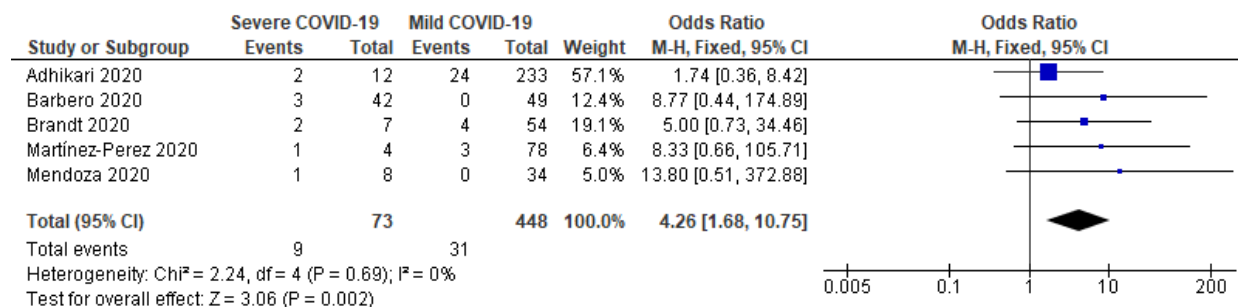 Severe COVID-19 Mild COVID-19 Odds Ratio Odds Ratio
Study or Subgroup Events Total Events Total Weight M-H, Fixed, 95% CI M-H, Fixed, 95% CI
Adhikari 2020 2 12 24 233 57.1% 1.74 [0.36, 8.42]
Barbero 2020 3 42 0 49 12.4% 8.77 [0.44, 174.89]
Brandt 2020 2 7 4 54 19.1% 5.00 [0.73, 34.46]
Martínez-Perez 2020 1 4 3 78 6.4% 8.33 [0.66, 105.71]
Mendoza 2020 1 8 0 34 5.0% 13.80 [0.51, 372.88]
Total (95% CI) 73 448 100.0% 4.26 [1.68, 10.75]
Total events 9 31
Heterogeneity: Chi² = 2.24, df = 4 (P = 0.69); I² = 0%
Test for overall effect: Z = 3.06 (P = 0.002)
0.005 0.1 1 10 200